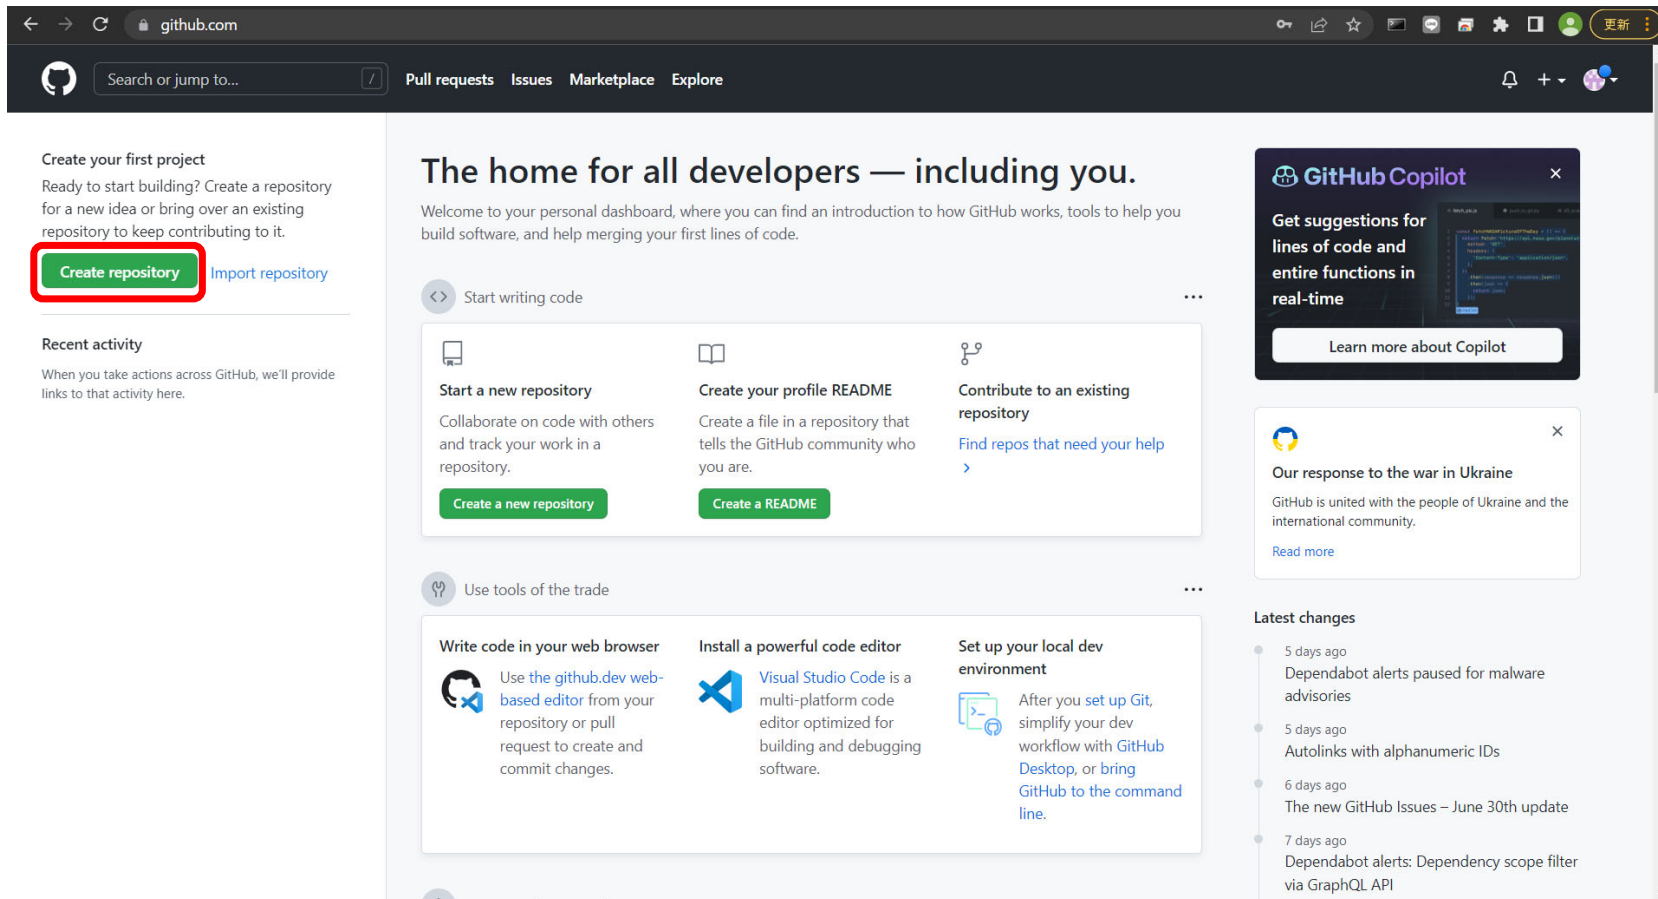 github.com
更新
Search or jump to...
/
Pull requests Issues Marketplace Explore
Create your first project
Ready to start building? Create a repository
for a new idea or bring over an existing
repository to keep contributing to it.
Create repository
Import repository
Recent activity
When you take actions across GitHub, we'll provide
links to that activity here.
The home for all developers — including you.
Welcome to your personal dashboard, where you can find an introduction to how GitHub works, tools to help you
build software, and help merging your first lines of code.
Start writing code
Start a new repository
Collaborate on code with others
and track your work in a
repository.
Create a new repository
Create your profile README
Create a file in a repository that
tells the GitHub community who
you are.
Create a README
Contribute to an existing
repository
Find repos that need your help
Use tools of the trade
Write code in your web browser
Use the github.dev web-
based editor from your
repository or pull
request to create and
commit changes.
Install a powerful code editor
Visual Studio Code is a
multi-platform code
editor optimized for
building and debugging
software.
Set up your local dev
environment
After you set up Git,
simplify your dev
workflow with GitHub
Desktop, or bring
GitHub to the command
line.
GitHub Copilot
Get suggestions for
lines of code and
entire functions in
real-time
Learn more about Copilot
Our response to the war in Ukraine
GitHub is united with the people of Ukraine and the
international community.
Read more
Latest changes
5 days ago
Dependabot alerts paused for malware
advisories
5 days ago
Autolinks with alphanumeric IDs
6 days ago
The new GitHub Issues – June 30th update
7 days ago
Dependabot alerts: Dependency scope filter
via GraphQL API